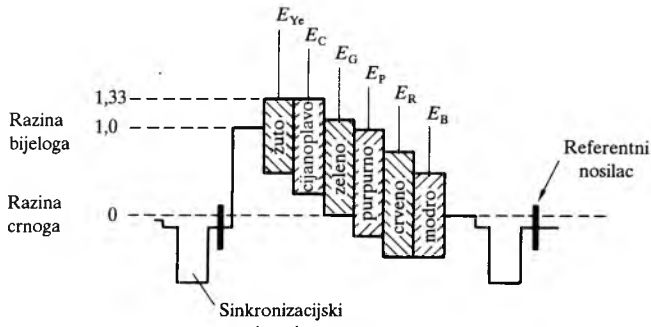 E_Ye
E_C
E_G
E_P
E_R
E_B
1,33
Razina
bijeloga
1,0
Razina
crnoga
0
žuto
cijanoplavo
zeleno
purpurno
crveno
modro
Referentni
nosilac
Sinkronizacijski